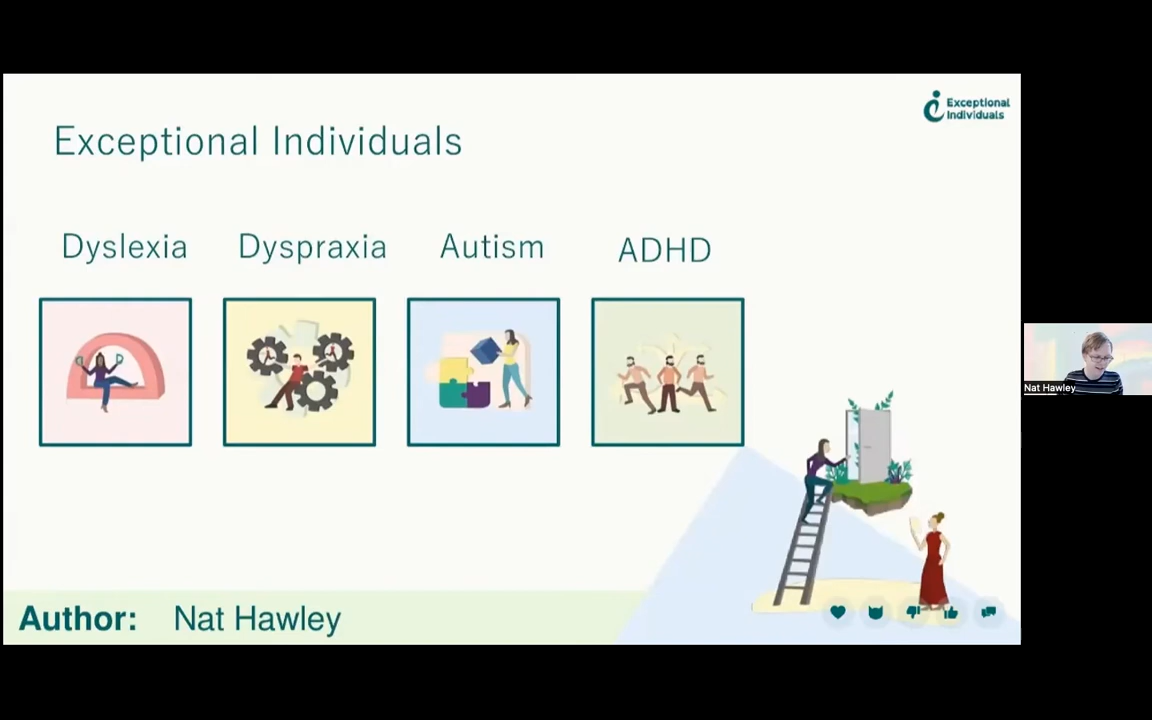 Exceptional
Individuals
Exceptional Individuals
Dyslexia
Dyspraxia
Autism
ADHD
Nat Hawley
Author: Nat Hawley